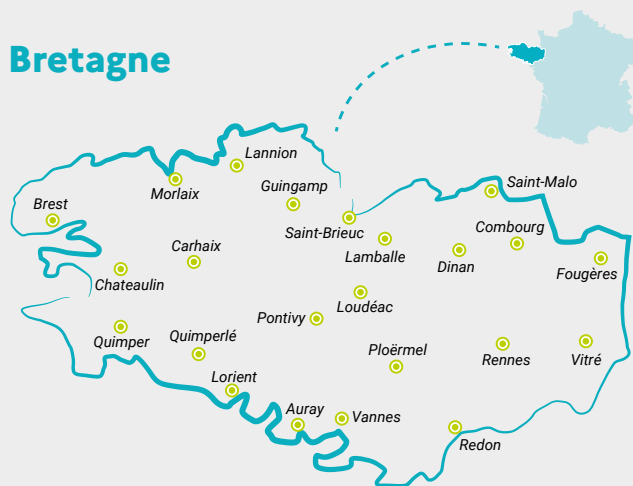 Bretagne
Lannion
Morlaix
Guingamp
Saint-Malo
Brest
Saint-Brieuc
Combourg
Lamballe
Dinan
Carhaix
Fougères
Chateaulin
Loudéac
Pontivy
Quimper
Quimperlé
Ploërmel
Rennes
Vitré
Lorient
Auray
Vannes
Redon